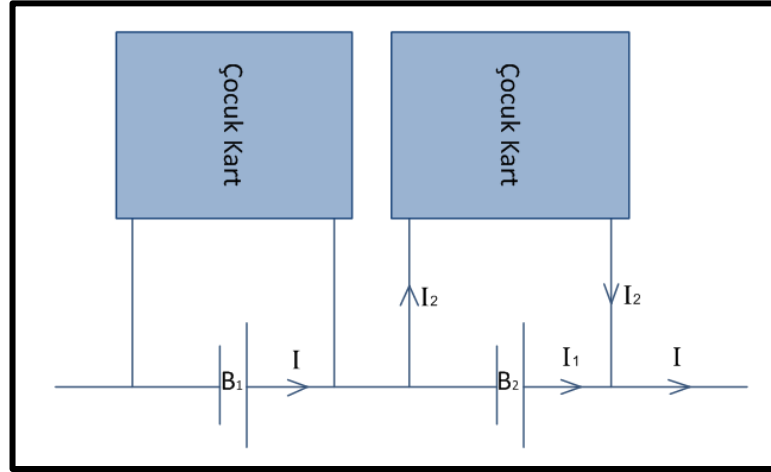 Çocuk Kart
Çocuk Kart
I₂
I₂
B₁
I
B₂
I₁
I